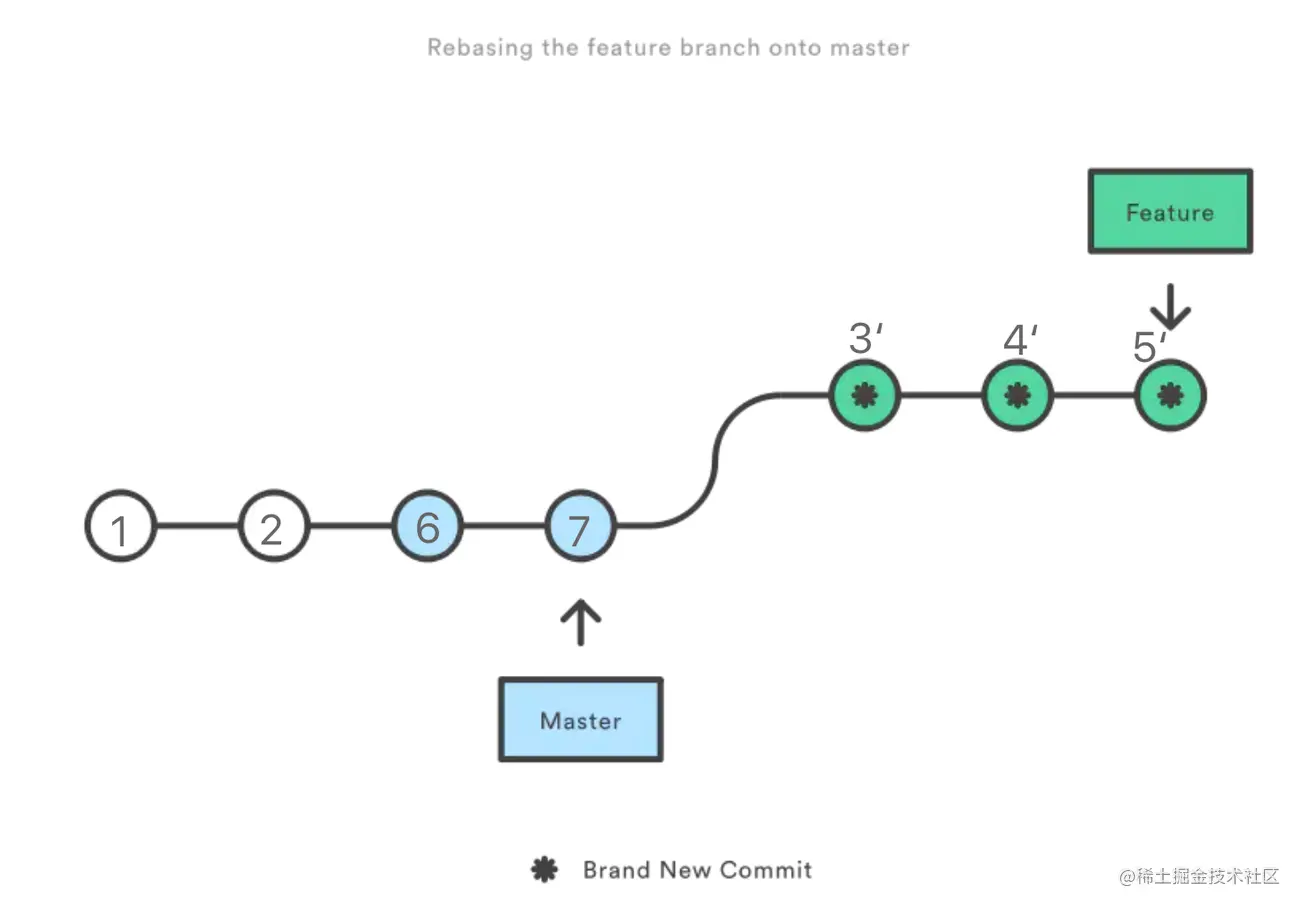 Rebasing the feature branch onto master
Feature
3‘
4‘
5‘
1
2
6
7
Master
Brand New Commit
@稀土掘金技术社区